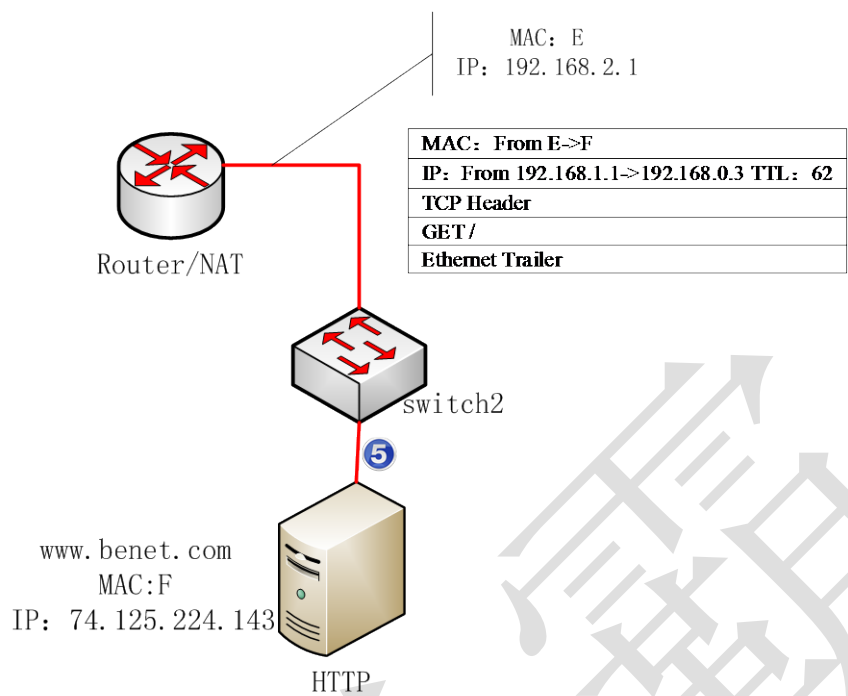 MAC: E
IP: 192.168.2.1
MAC: From E->F
IP: From 192.168.1.1->192.168.0.3 TTL: 62
TCP Header
GET /
Ethernet Trailer
Router/NAT
switch2
5
www.benet.com
MAC:F
IP: 74.125.224.143
HTTP